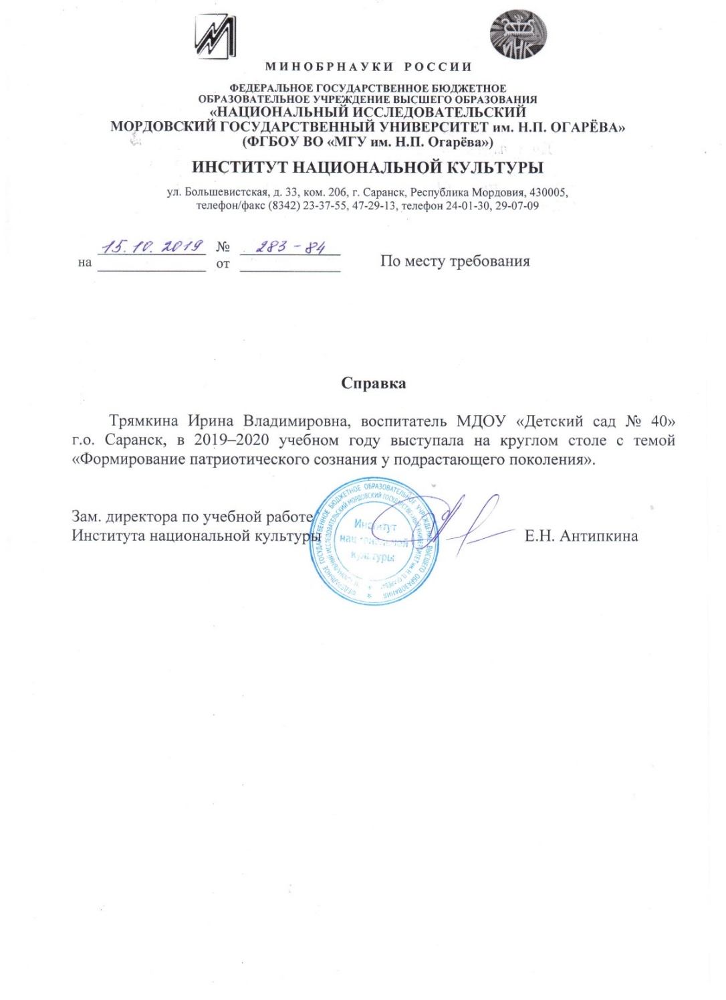 ИНК
МИНОБРНАУКИ РОССИИ
ФЕДЕРАЛЬНОЕ ГОСУДАРСТВЕННОЕ БЮДЖЕТНОЕ
ОБРАЗОВАТЕЛЬНОЕ УЧРЕЖДЕНИЕ ВЫСШЕГО ОБРАЗОВАНИЯ
«НАЦИОНАЛЬНЫЙ ИССЛЕДОВАТЕЛЬСКИЙ
МОРДОВСКИЙ ГОСУДАРСТВЕННЫЙ УНИВЕРСИТЕТ им. Н.П. ОГАРЁВА»
(ФГБОУ ВО «МГУ им. Н.П. Огарёва»)
ИНСТИТУТ НАЦИОНАЛЬНОЙ КУЛЬТУРЫ
ул. Большевистская, д. 33, ком. 206, г. Саранск, Республика Мордовия, 430005,
телефон/факс (8342) 23-37-55, 47-29-13, телефон 24-01-30, 29-07-09
15.10.2019 № 283-84
на от По месту требования
Справка
Трямкина Ирина Владимировна, воспитатель МДОУ «Детский сад № 40»
г.о. Саранск, в 2019–2020 учебном году выступала на круглом столе с темой
«Формирование патриотического сознания у подрастающего поколения».
Зам. директора по учебной работе
Института национальной культуры Е.Н. Антипкина
ФЕДЕРАЛЬНОЕ ГОСУДАРСТВЕННОЕ БЮДЖЕТНОЕ ОБРАЗОВАТЕЛЬНОЕ УЧРЕЖДЕНИЕ ВЫСШЕГО ОБРАЗОВАНИЯ
ИССЛЕДОВАТЕЛЬСКИЙ МОРДОВСКИЙ ГОСУДАРСТВЕННЫЙ УНИВЕРСИТЕТ им. Н.П. ОГАРЁВА
Институт
национальной
культуры